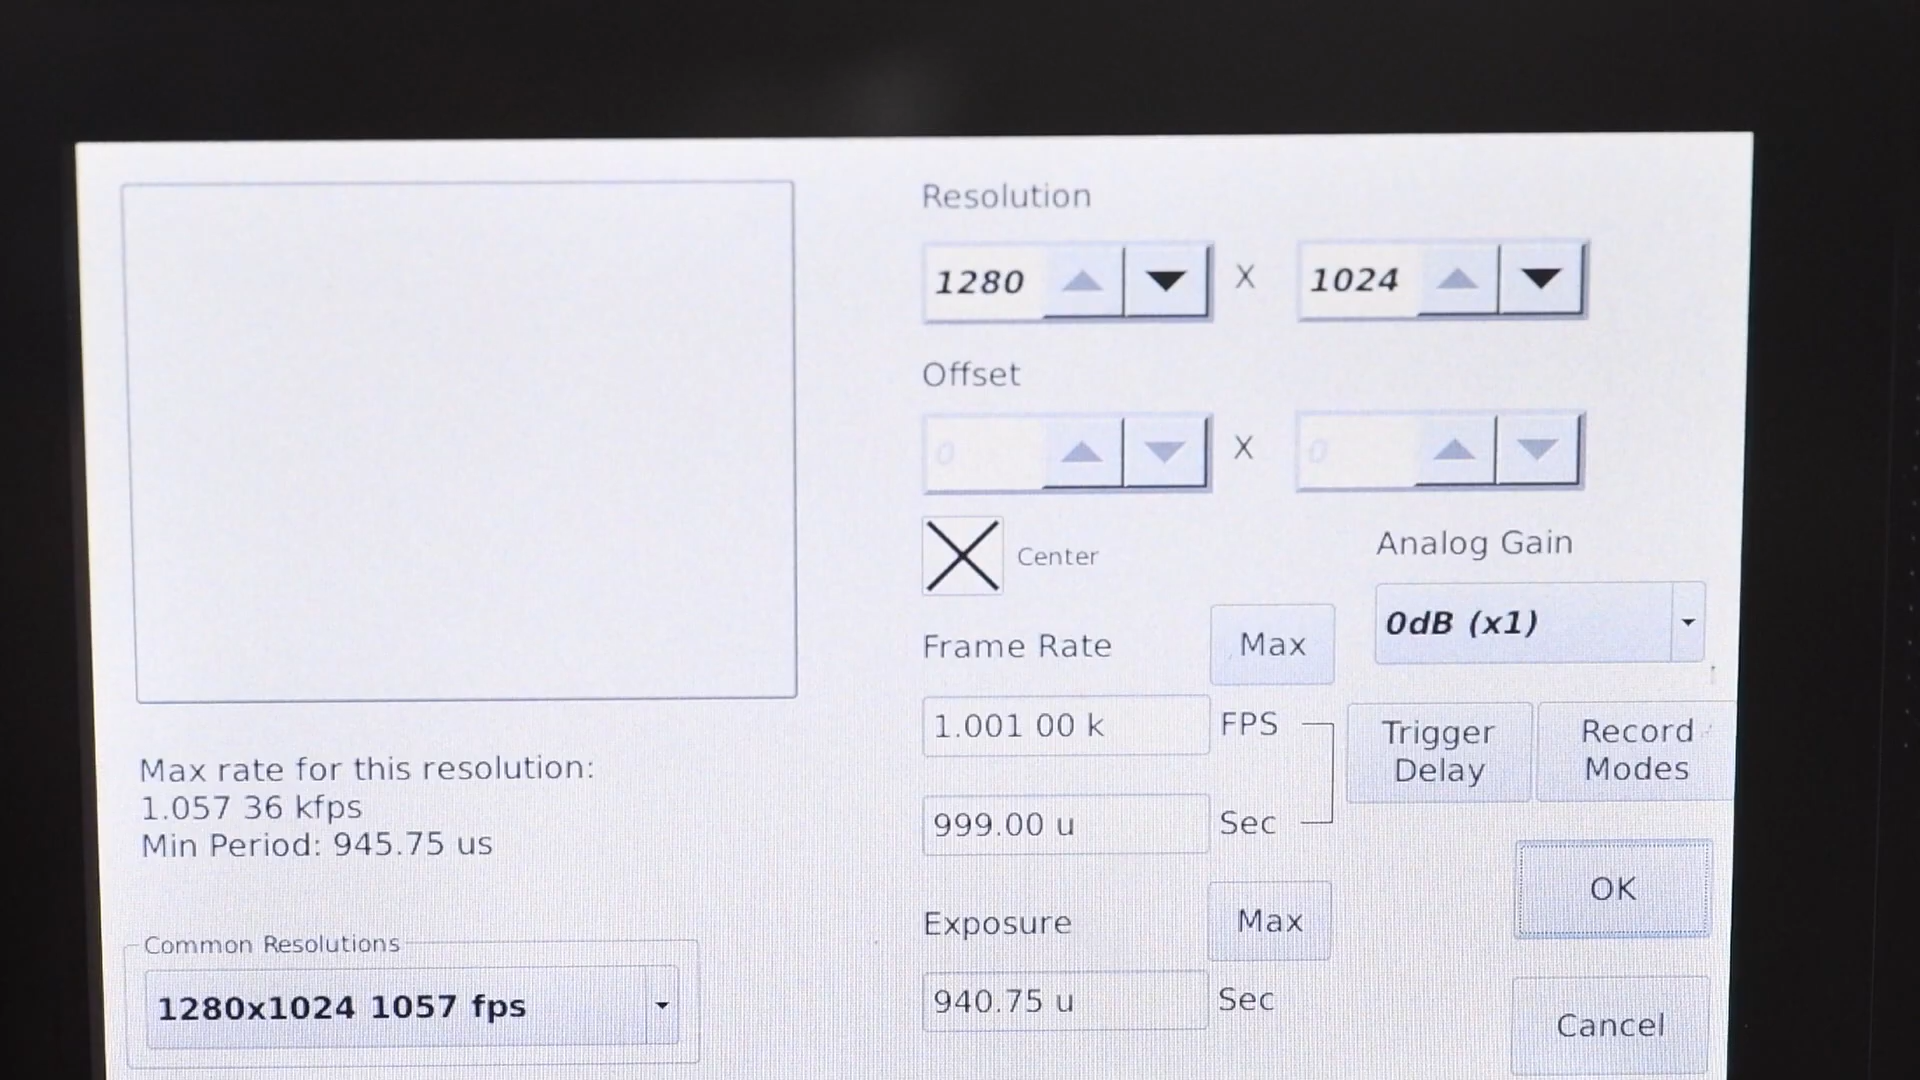 Resolution
1280 X 1024
Offset
0 X 0
Center
Analog Gain
0dB (x1)
Frame Rate Max
1.001 00 k FPS
999.00 u Sec
Trigger Delay
Record Modes
Exposure Max
940.75 u Sec
OK
Cancel
Max rate for this resolution:
1.057 36 kfps
Min Period: 945.75 us
Common Resolutions
1280x1024 1057 fps